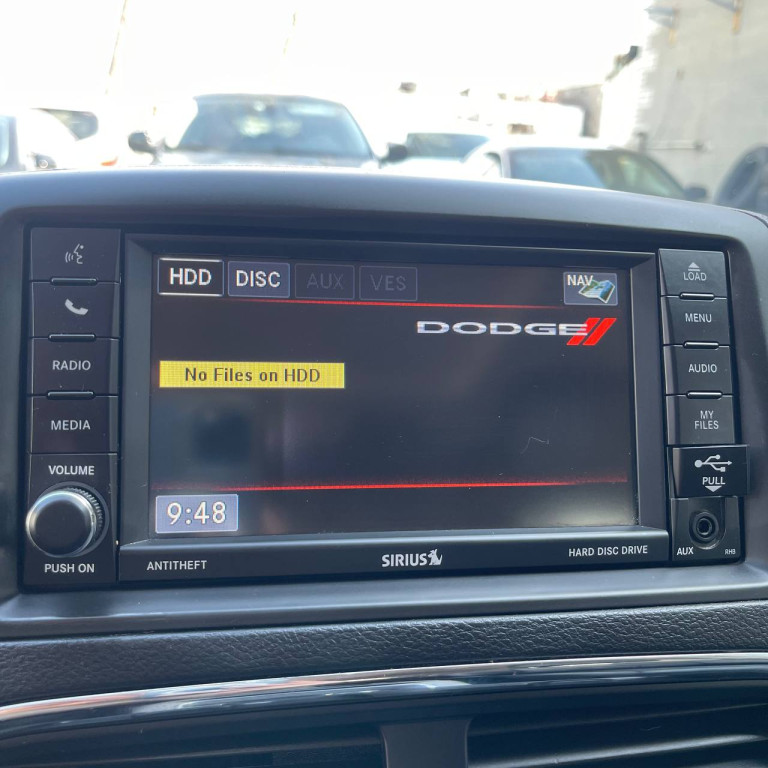 HDD DISC AUX VES NAV
LOAD
DODGE
MENU
RADIO
No Files on HDD
AUDIO
MEDIA
MY
FILES
VOLUME
PULL
9:48
PUSH ON
ANTITHEFT
SIRIUS
HARD DISC DRIVE
AUX
RHB